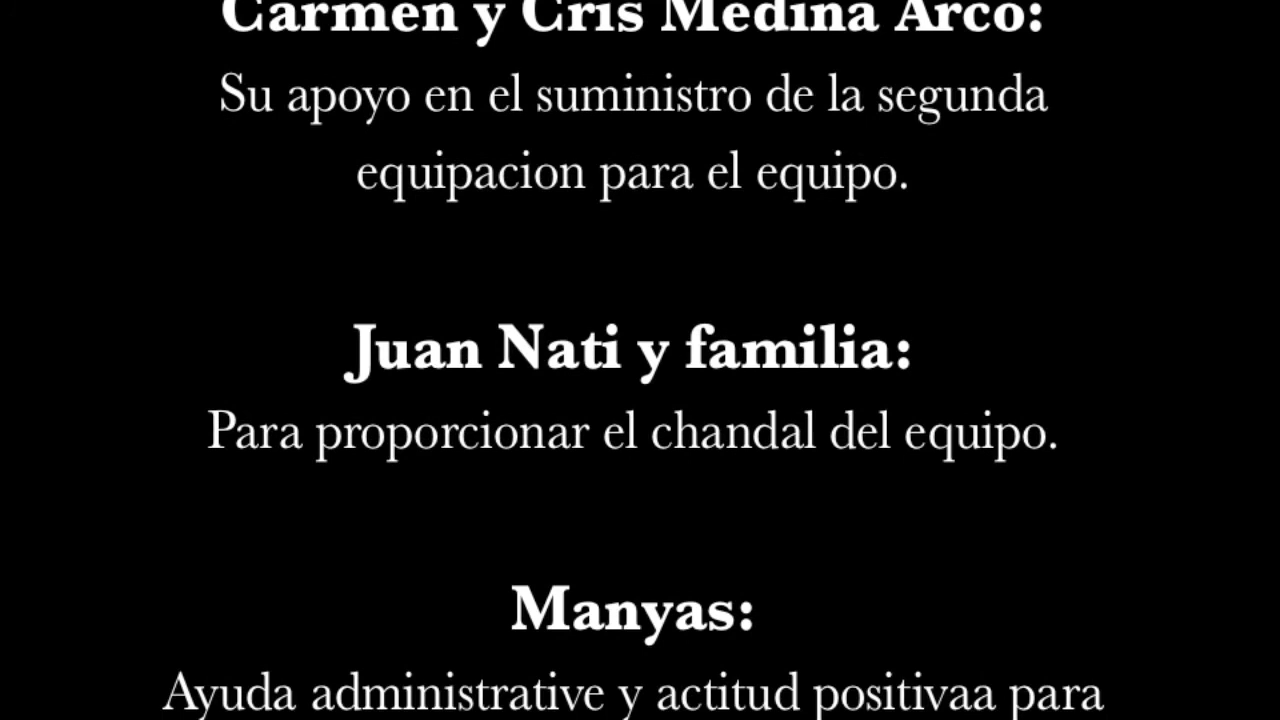 Carmen y Cris Medina Arco:
Su apoyo en el suministro de la segunda
equipacion para el equipo.
Juan Nati y familia:
Para proporcionar el chandal del equipo.
Manyas:
Ayuda administrative y actitud positivaa para